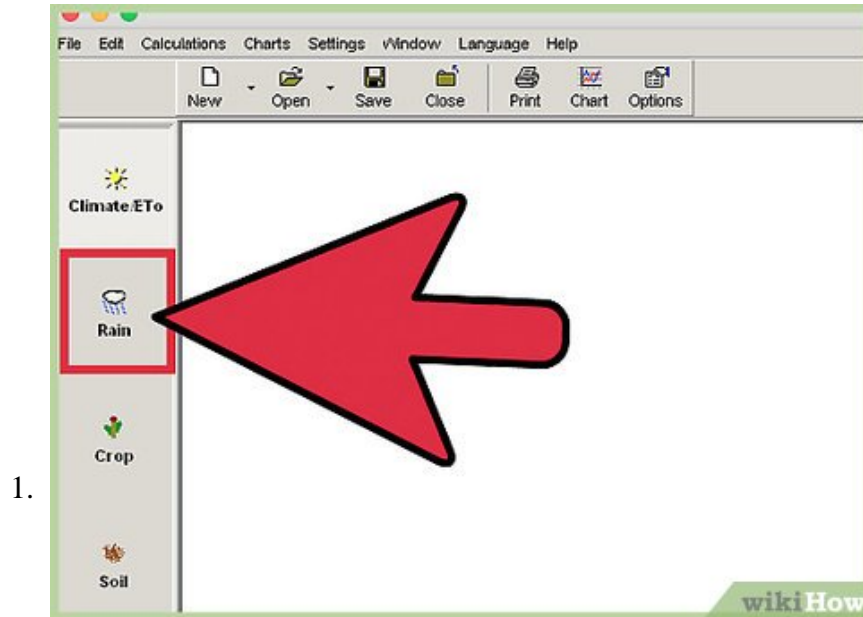 File Edit Calculations Charts Settings Window Language Help
New Open Save Close Print Chart Options
Climate/ETo
Rain
Crop
1.
Soil
wikiHow